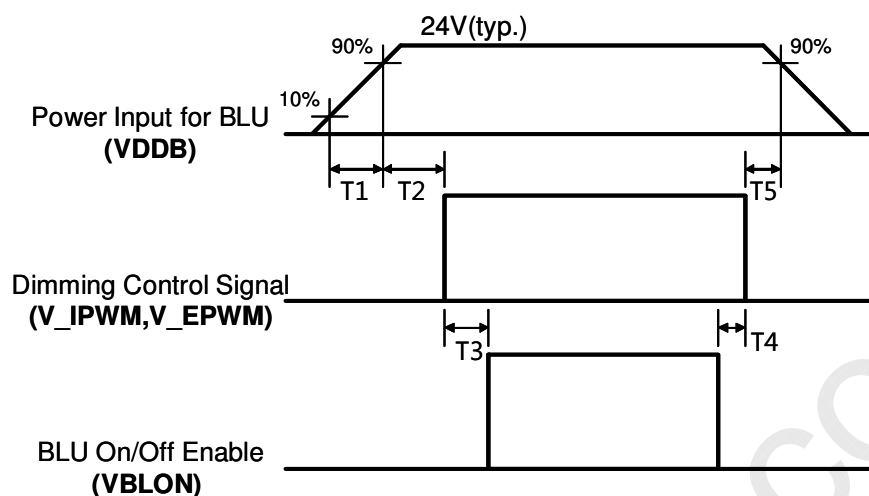 24V(typ.)
90%
90%
10%
Power Input for BLU
(VDDB)
T1
T2
T5
Dimming Control Signal
(V_IPWM,V_EPWM)
T3
T4
BLU On/Off Enable
(VBLON)